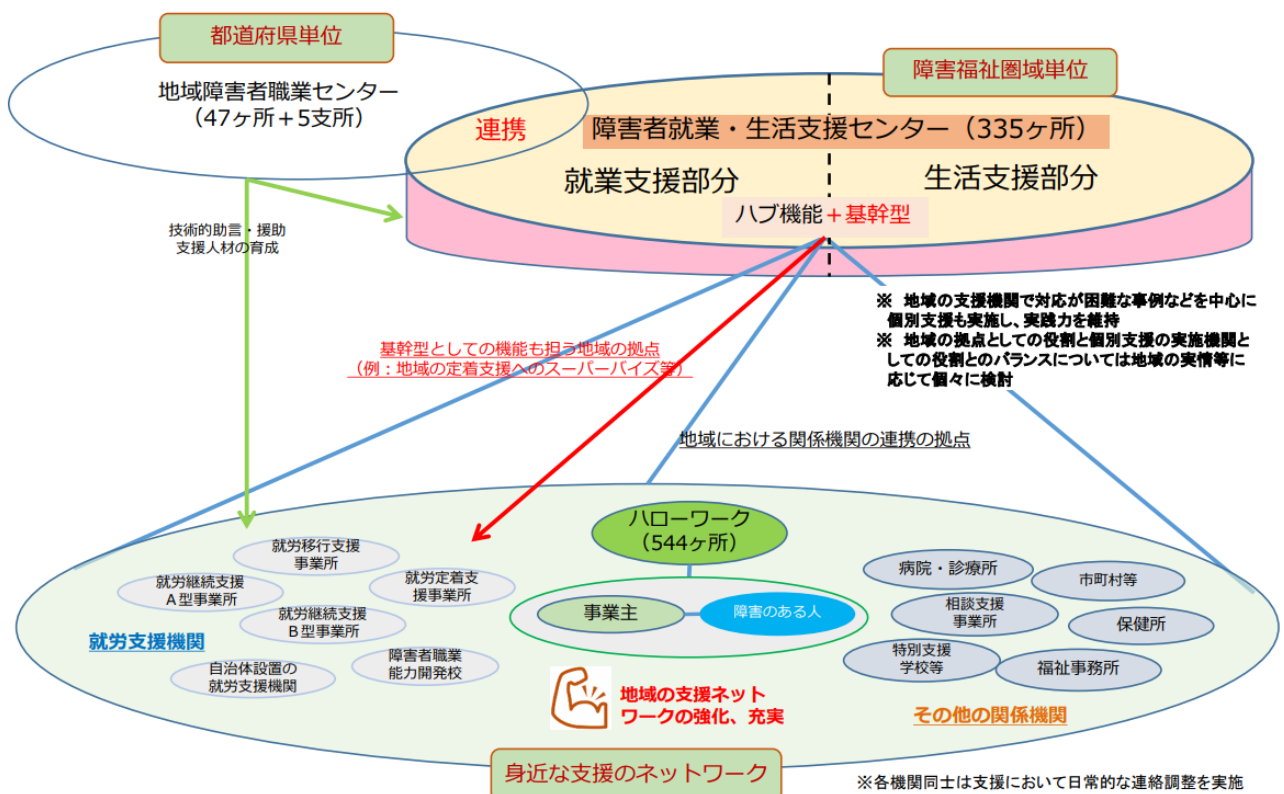 都道府県単位
地域障害者職業センター
（47ヶ所＋5支所）
障害福祉圏域単位
連携
障害者就業・生活支援センター（335ヶ所）
就業支援部分
生活支援部分
ハブ機能＋基幹型
技術的助言・援助
支援人材の育成
※　地域の支援機関で対応が困難な事例などを中心に
個別支援も実施し、実践力を維持
※　地域の拠点としての役割と個別支援の実施機関と
しての役割とのバランスについては地域の実情等に
応じて個々に検討
基幹型としての機能も担う地域の拠点
（例：地域の定着支援へのスーパーバイズ等）
地域における関係機関の連携の拠点
ハローワーク
（544ヶ所）
事業主
障害のある人
就労移行支援
事業所
就労継続支援
A型事業所
就労定着支
援事業所
就労継続支援
B型事業所
就労支援機関
自治体設置の
就労支援機関
障害者職業
能力開発校
病院・診療所
市町村等
相談支援
事業所
保健所
特別支援
学校等
福祉事務所
その他の関係機関
地域の支援ネット
ワークの強化、充実
身近な支援のネットワーク
※各機関同士は支援において日常的な連絡調整を実施